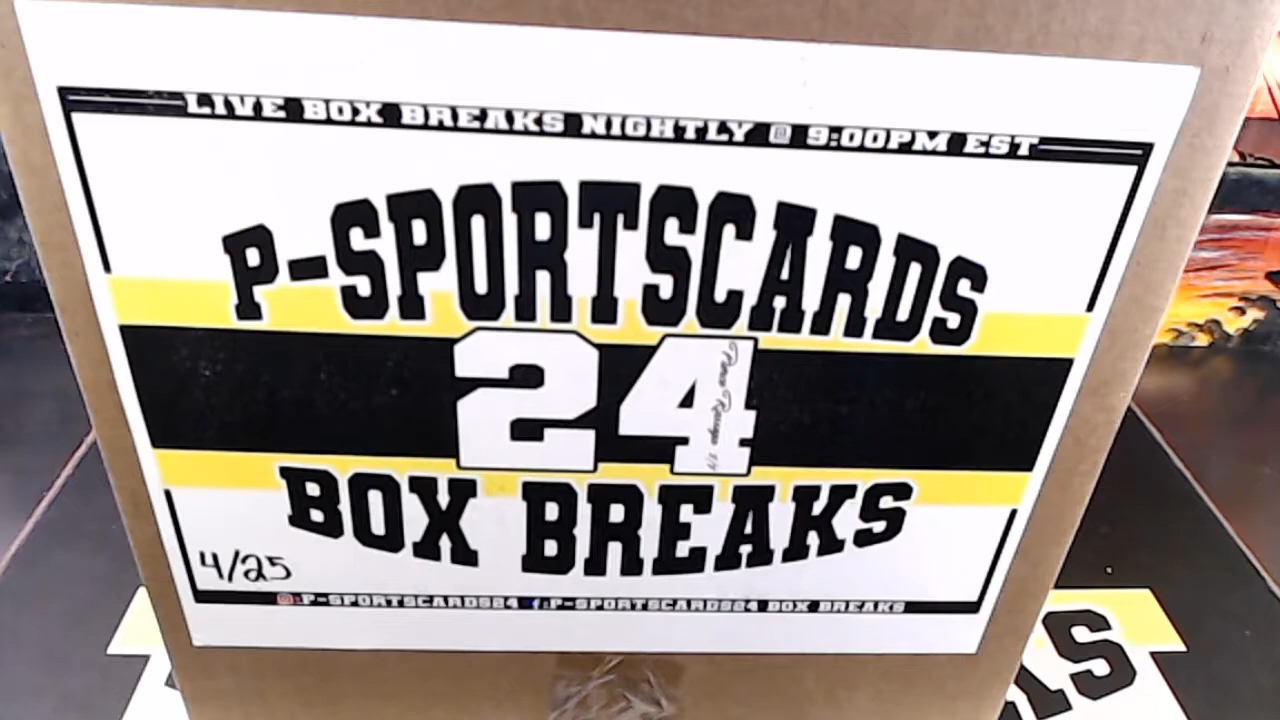 LIVE BOX BREAKS NIGHTLY @ 9:00PM EST
P-SPORTSCARDS
24
BOX BREAKS
4/25
:P-SPORTSCARDS24 f:P-SPORTSCARDS24 BOX BREAKS